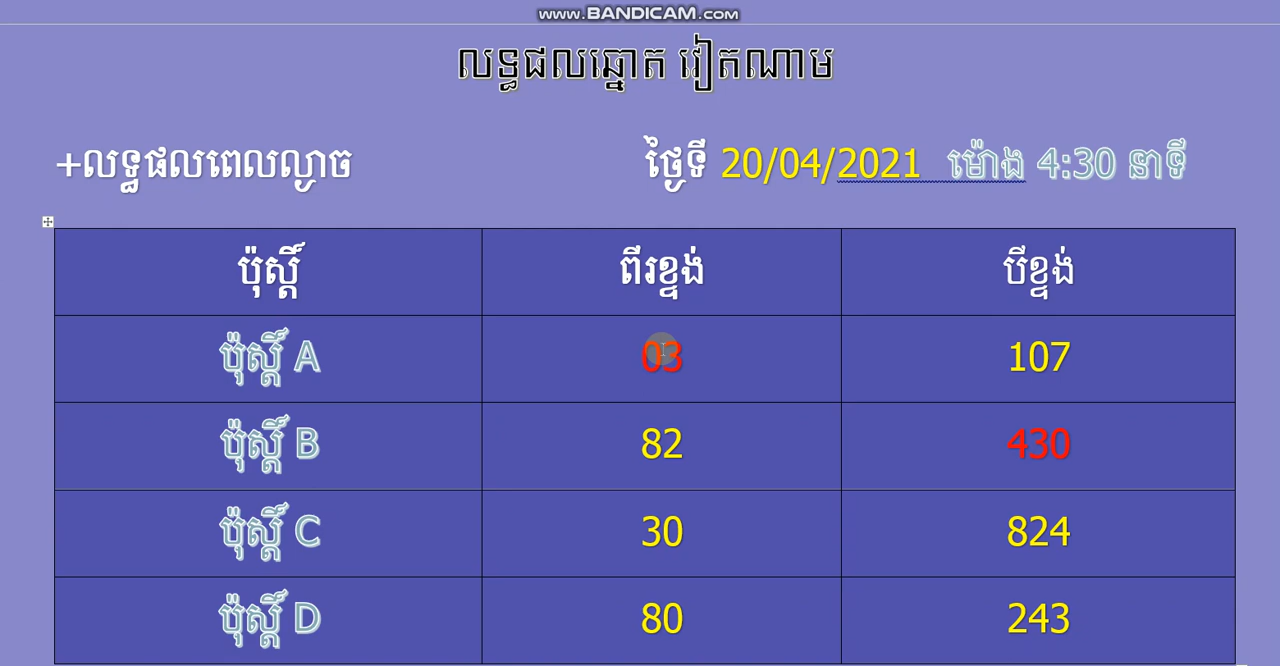 www.BANDICAM.com
លទ្ធផលឆ្នោត វៀតណាម
+លទ្ធផលពេលល្ងាច ថ្ងៃទី 20/04/2021 ម៉ោង 4:30 នាទី
ប៉ុស្តិ៍ ពីរខ្ទង់ បីខ្ទង់
ប៉ុស្តិ៍ A 03 107
ប៉ុស្តិ៍ B 82 430
ប៉ុស្តិ៍ C 30 824
ប៉ុស្តិ៍ D 80 243